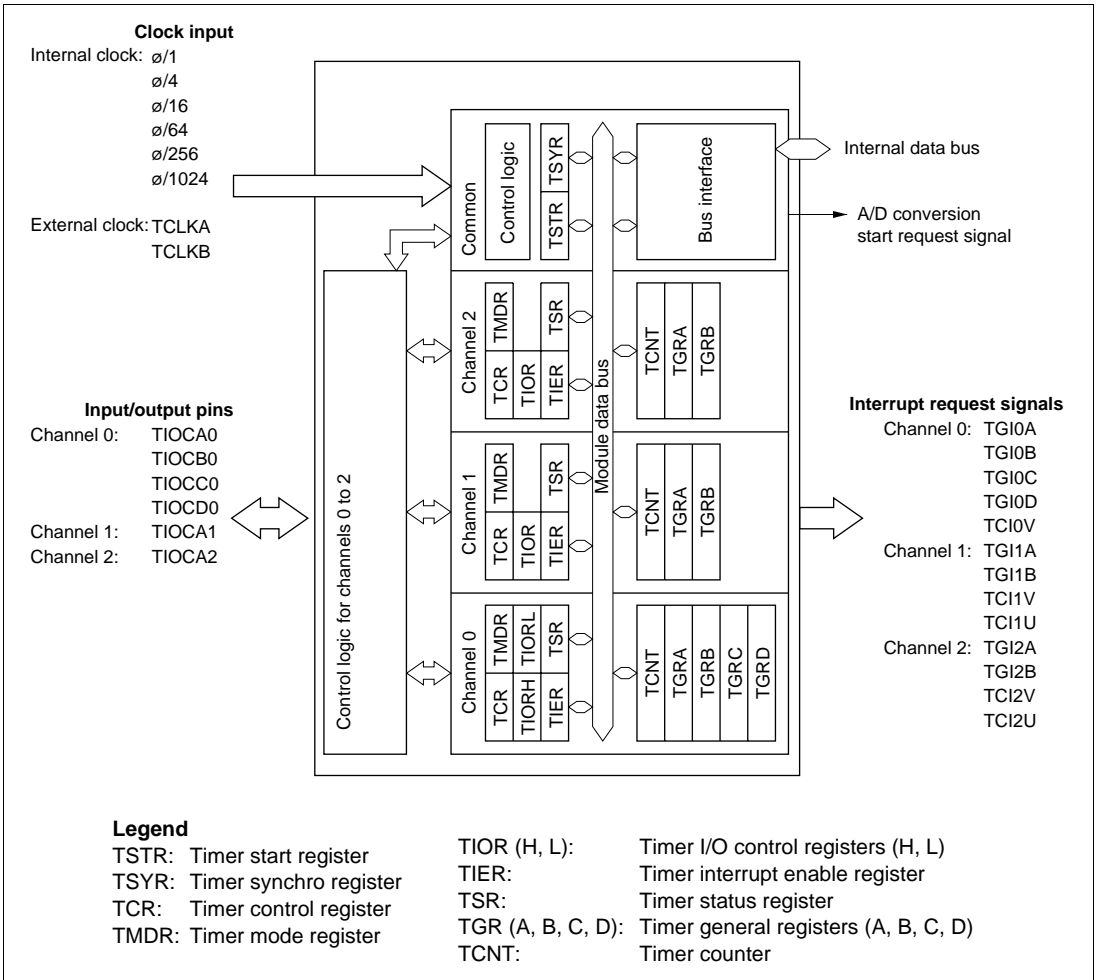 Clock input
Internal clock: ø/1
ø/4
ø/16
ø/64
ø/256
ø/1024
External clock: TCLKA
TCLKB
Input/output pins
Channel 0: TIOCA0
TIOCB0
TIOCC0
TIOCD0
Channel 1: TIOCA1
Channel 2: TIOCA2
Control logic for channels 0 to 2
Common
Control logic
TSTR TSYR
Bus interface
Module data bus
Channel 2
TCR TMDR
TIOR
TIER TSR
TCNT
TGRA
TGRB
Channel 1
TCR TMDR
TIOR
TIER TSR
TCNT
TGRA
TGRB
Channel 0
TCR TMDR
TIORH TIORL
TIER TSR
TCNT
TGRA
TGRB
TGRC
TGRD
Internal data bus
A/D conversion
start request signal
Interrupt request signals
Channel 0: TGI0A
TGI0B
TGI0C
TGI0D
TCI0V
Channel 1: TGI1A
TGI1B
TCI1V
TCI1U
Channel 2: TGI2A
TGI2B
TCI2V
TCI2U
Legend
TSTR: Timer start register
TSYR: Timer synchro register
TCR: Timer control register
TMDR: Timer mode register
TIOR (H, L): Timer I/O control registers (H, L)
TIER: Timer interrupt enable register
TSR: Timer status register
TGR (A, B, C, D): Timer general registers (A, B, C, D)
TCNT: Timer counter